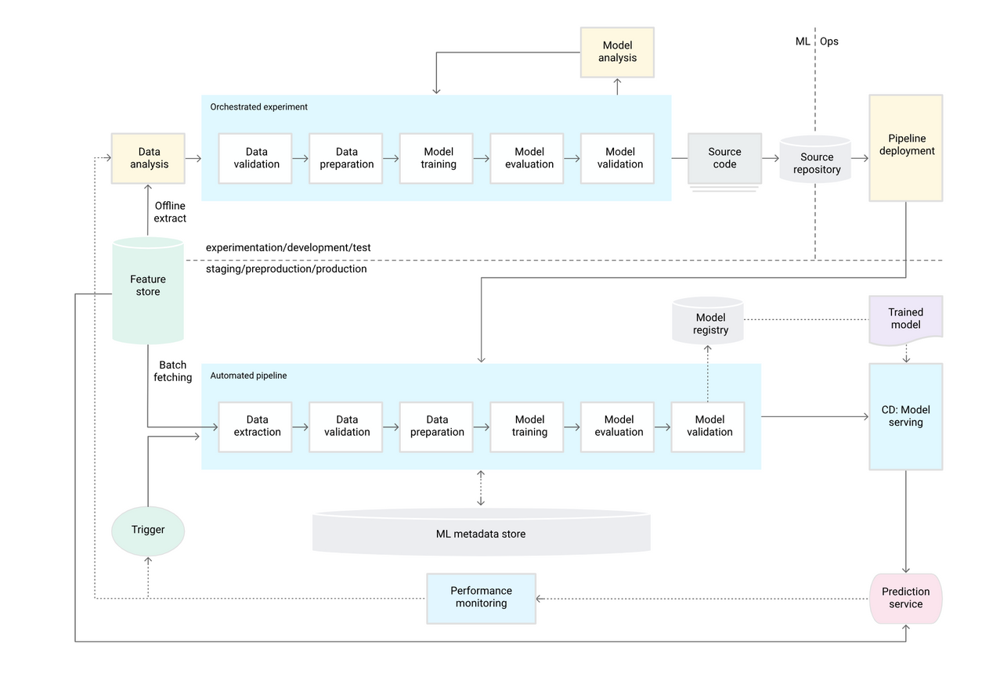 Model
analysis
ML
Ops
Orchestrated experiment
Data
analysis
Data
validation
Data
preparation
Model
training
Model
evaluation
Model
validation
Source
code
Source
repository
Pipeline
deployment
Offline
extract
experimentation/development/test
staging/preproduction/production
Feature
store
Model
registry
Trained
model
Batch
fetching
Automated pipeline
Data
extraction
Data
validation
Data
preparation
Model
training
Model
evaluation
Model
validation
CD: Model
serving
Trigger
ML metadata store
Performance
monitoring
Prediction
service